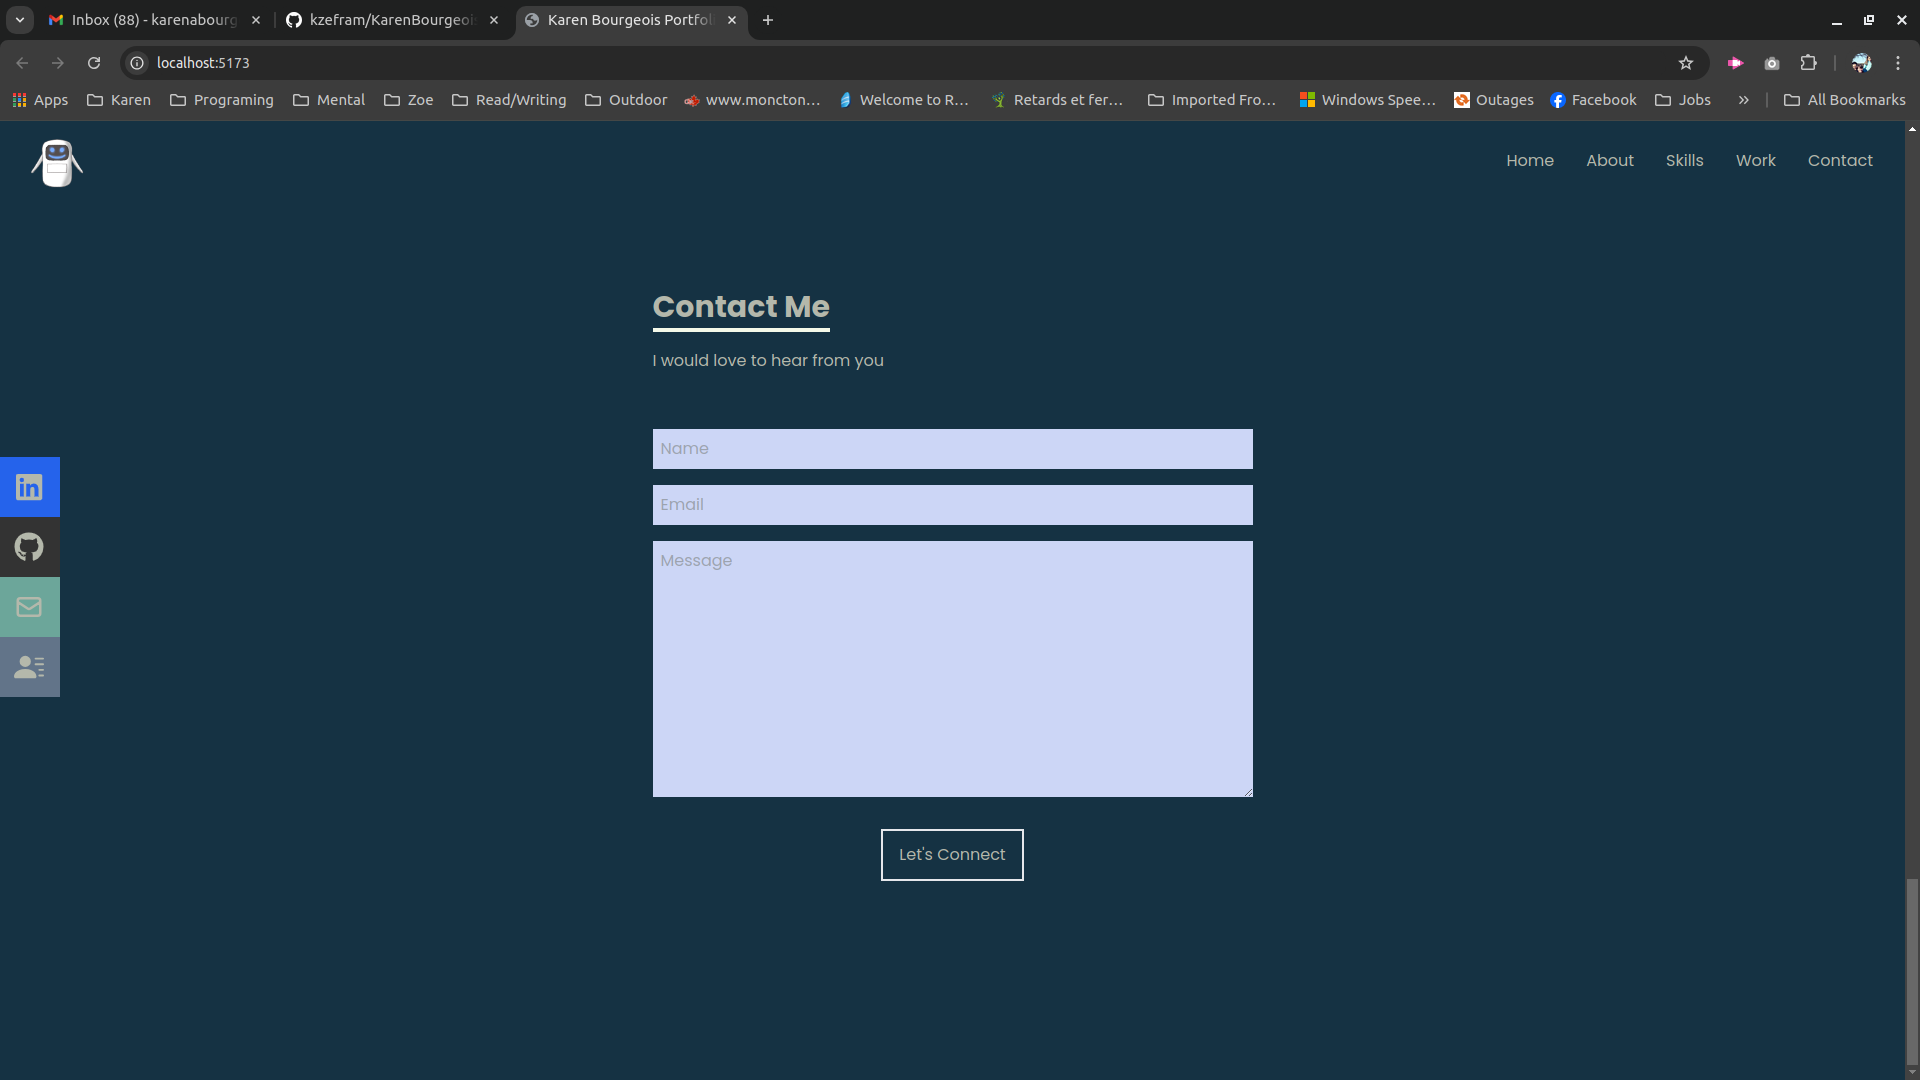 Inbox (88) - karenabourg
kzefram/KarenBourgeois
Karen Bourgeois Portfol
localhost:5173
Apps Karen Programing Mental Zoe Read/Writing Outdoor www.moncton... Welcome to R... Retards et fer... Imported Fro... Windows Spee... Outages Facebook Jobs » All Bookmarks
Home About Skills Work Contact
Contact Me
I would love to hear from you
Name
Email
in
Message
Let's Connect